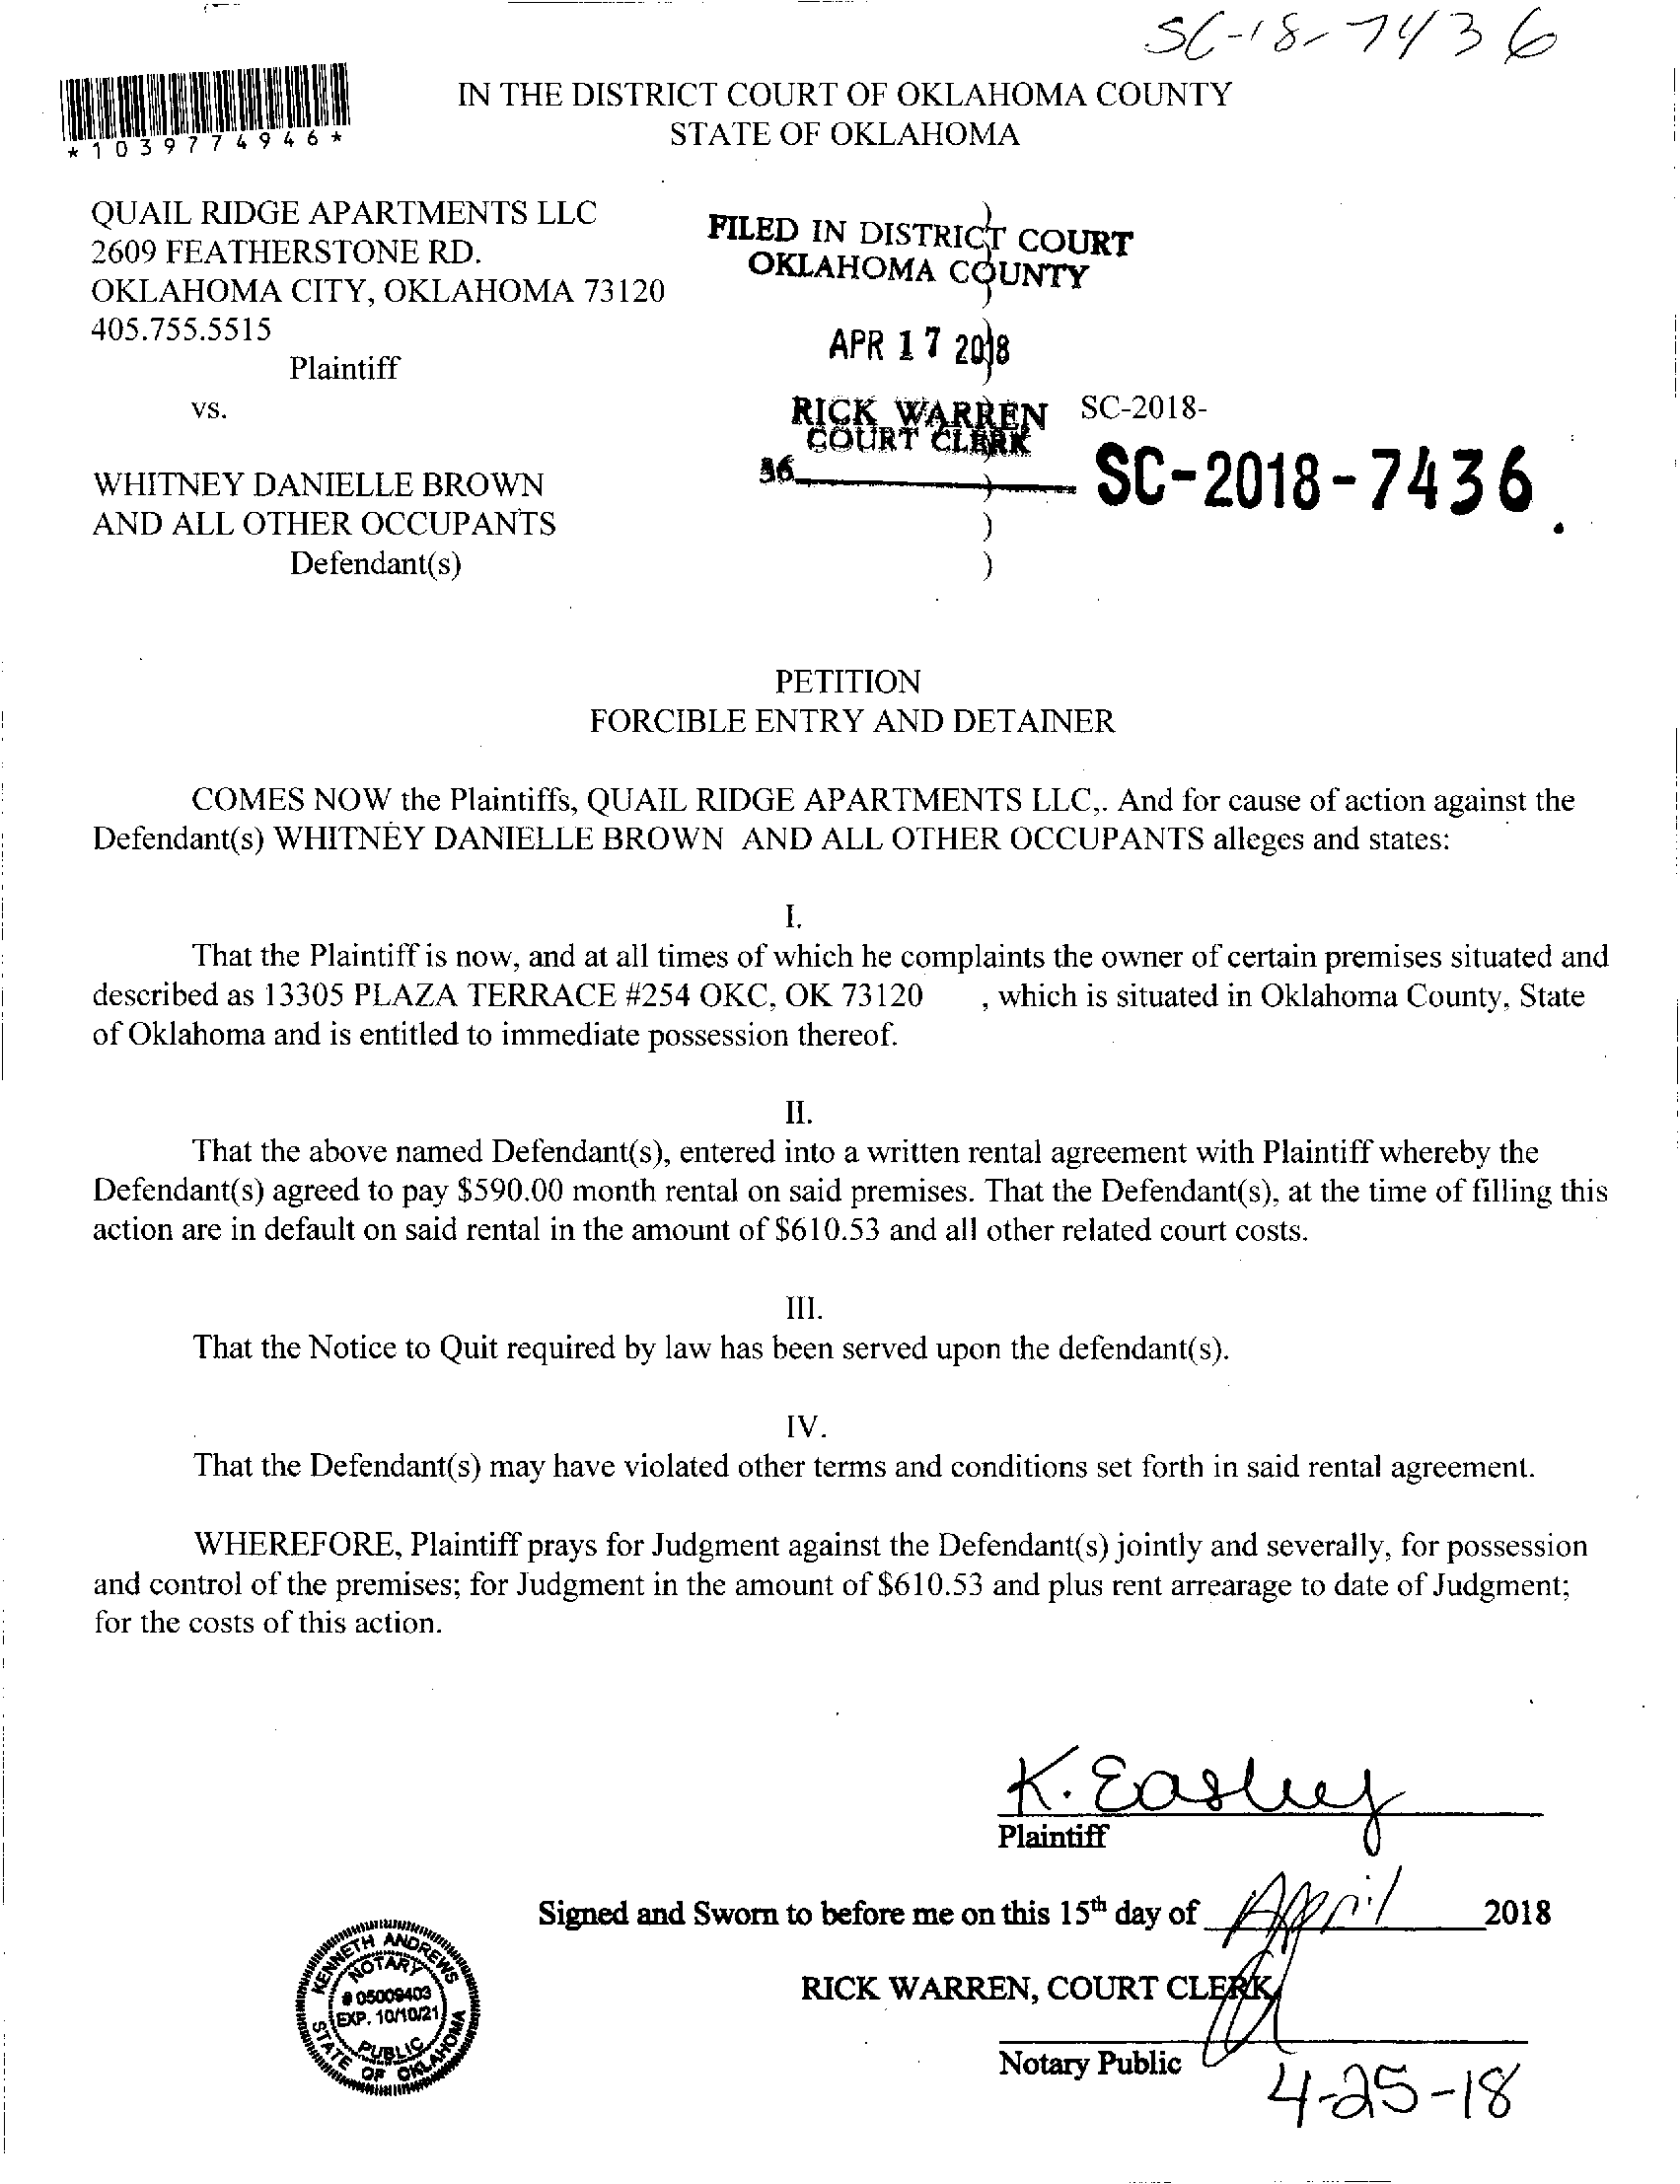 SC-18-7436
*1039774946*
IN THE DISTRICT COURT OF OKLAHOMA COUNTY
STATE OF OKLAHOMA
QUAIL RIDGE APARTMENTS LLC
2609 FEATHERSTONE RD.
OKLAHOMA CITY, OKLAHOMA 73120
405.755.5515
Plaintiff
vs.
WHITNEY DANIELLE BROWN
AND ALL OTHER OCCUPANTS
Defendant(s)
)
FILED IN DISTRICT COURT
OKLAHOMA COUNTY
)
APR 17 2018
)
RICK WARREN
COURT CLERK
36
)
)
)
SC-2018-
SC-2018-7436
PETITION
FORCIBLE ENTRY AND DETAINER
COMES NOW the Plaintiffs, QUAIL RIDGE APARTMENTS LLC,. And for cause of action against the
Defendant(s) WHITNEY DANIELLE BROWN AND ALL OTHER OCCUPANTS alleges and states:
I.
That the Plaintiff is now, and at all times of which he complaints the owner of certain premises situated and
described as 13305 PLAZA TERRACE #254 OKC, OK 73120 , which is situated in Oklahoma County, State
of Oklahoma and is entitled to immediate possession thereof.
II.
That the above named Defendant(s), entered into a written rental agreement with Plaintiff whereby the
Defendant(s) agreed to pay $590.00 month rental on said premises. That the Defendant(s), at the time of filling this
action are in default on said rental in the amount of $610.53 and all other related court costs.
III.
That the Notice to Quit required by law has been served upon the defendant(s).
IV.
That the Defendant(s) may have violated other terms and conditions set forth in said rental agreement.
WHEREFORE, Plaintiff prays for Judgment against the Defendant(s) jointly and severally, for possession
and control of the premises; for Judgment in the amount of $610.53 and plus rent arrearage to date of Judgment;
for the costs of this action.
K. Easley
Plaintiff
Signed and Sworn to before me on this 15th day of April 2018
RICK WARREN, COURT CLERK
Notary Public
4-25-18
KENNETH ANDREWS
NOTARY
# 05009403
EXP. 10/10/21
PUBLIC
STATE OF OKLAHOMA